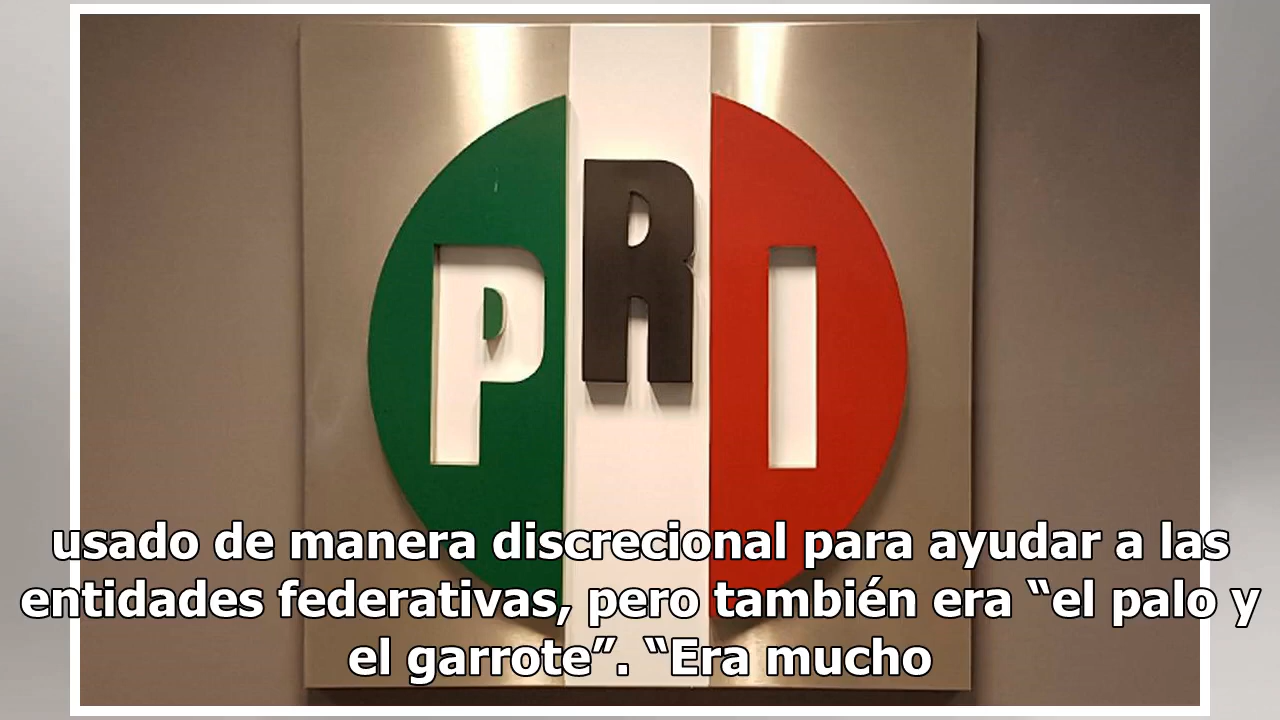 PRI
usado de manera discrecional para ayudar a las
entidades federativas, pero también era “el palo y
el garrote”. “Era mucho